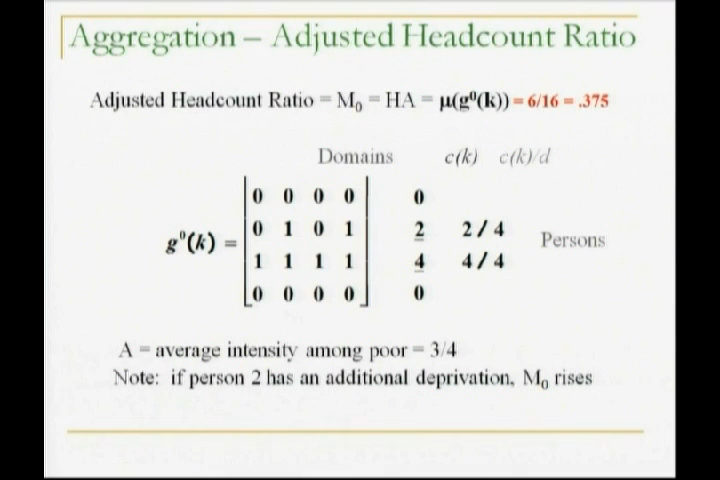 Aggregation – Adjusted Headcount Ratio
Adjusted Headcount Ratio = M₀ = HA = μ(g⁰(k)) = 6/16 = .375
Domains c(k) c(k)/d
0 0 0 0 0
0 1 0 1 2 2 / 4
g⁰(k) = Persons
1 1 1 1 4 4 / 4
0 0 0 0 0
A = average intensity among poor = 3/4
Note: if person 2 has an additional deprivation, M₀ rises